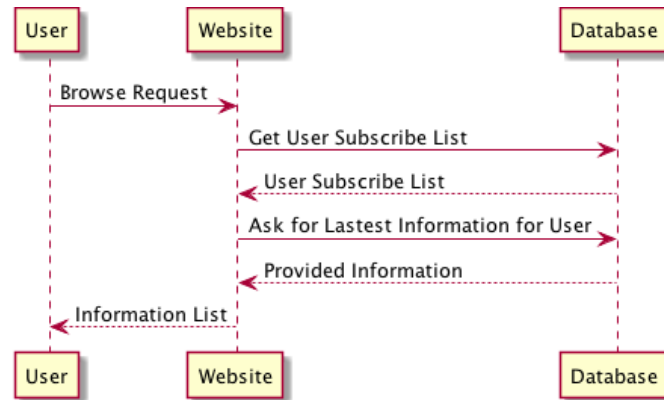 User
Website
Database
Browse Request
Get User Subscribe List
User Subscribe List
Ask for Lastest Information for User
Provided Information
Information List
User
Website
Database